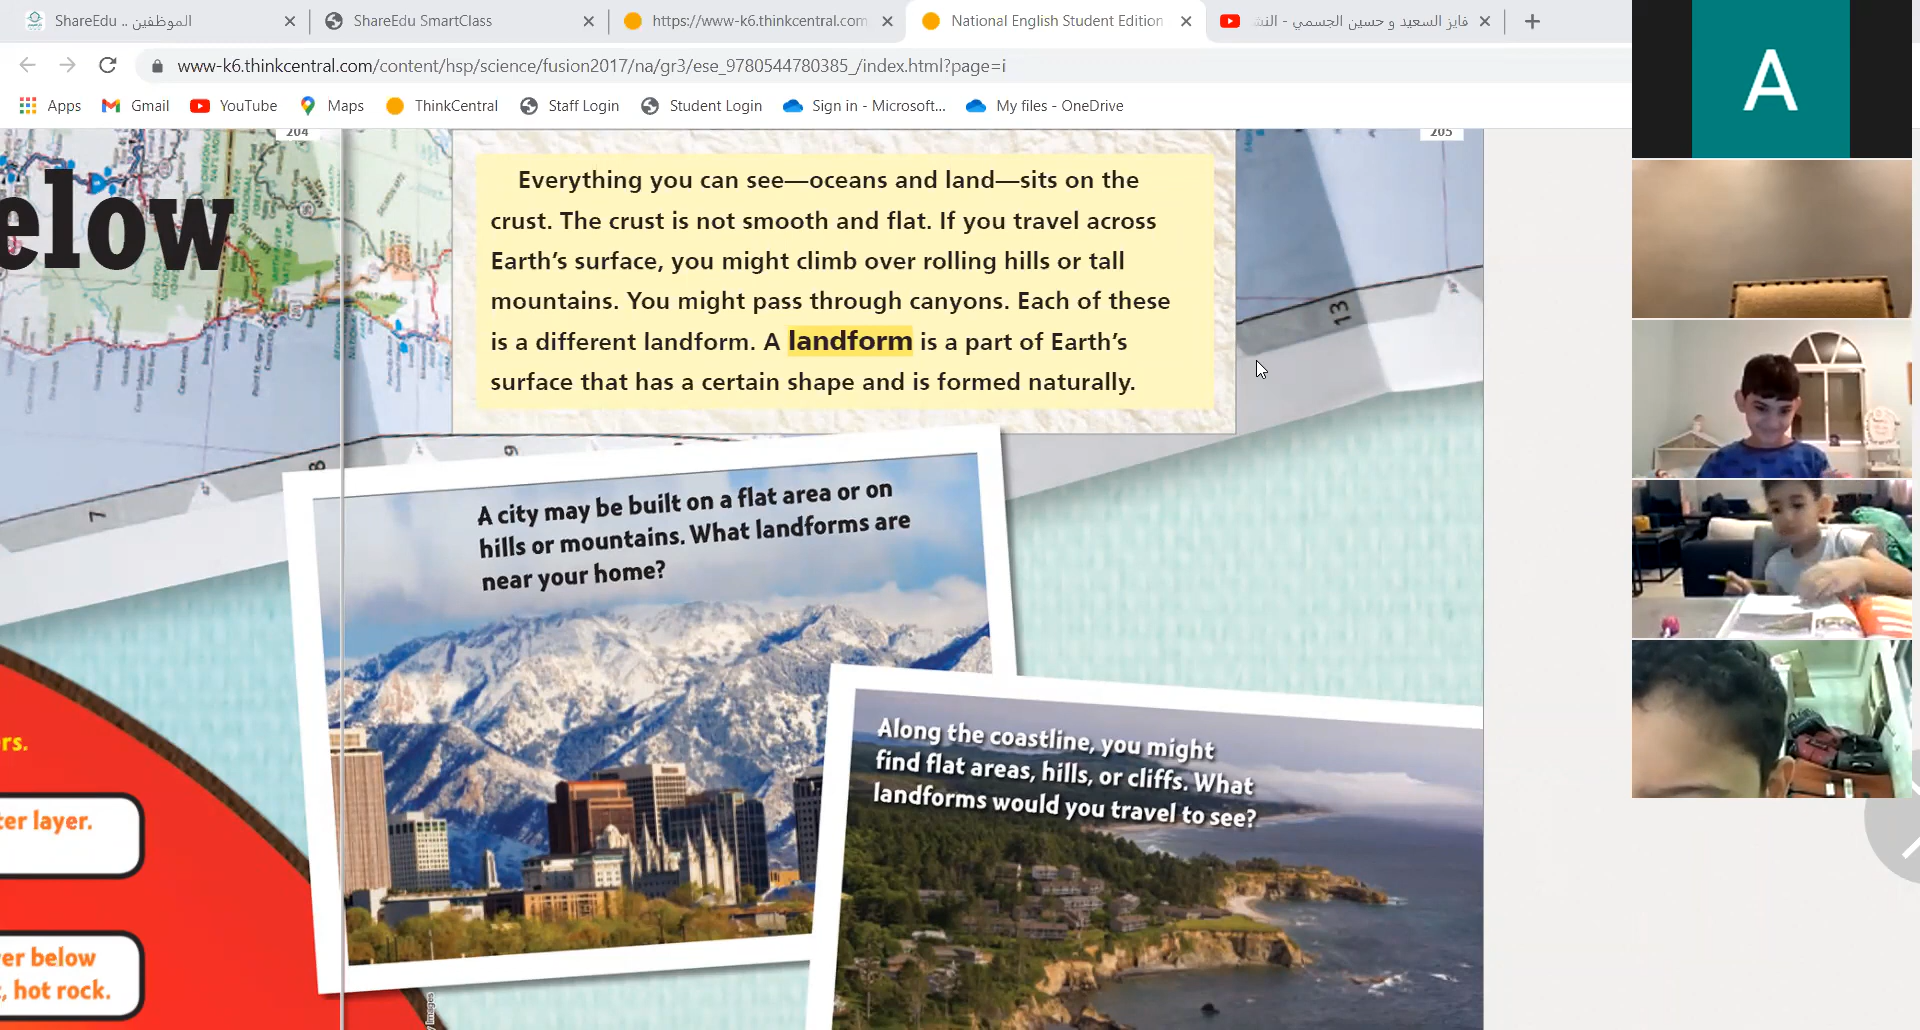 ShareEdu .. الموظفين
ShareEdu SmartClass
https://www-k6.thinkcentral.com
National English Student Edition
فايز السعيد و حسين الجسمي - النش
www-k6.thinkcentral.com/content/hsp/science/fusion2017/na/gr3/ese_9780544780385_/index.html?page=i
Apps
Gmail
YouTube
Maps
ThinkCentral
Staff Login
Student Login
Sign in - Microsoft...
My files - OneDrive
A
204
205
elow
Everything you can see—oceans and land—sits on the
crust. The crust is not smooth and flat. If you travel across
Earth's surface, you might climb over rolling hills or tall
mountains. You might pass through canyons. Each of these
is a different landform. A landform is a part of Earth's
surface that has a certain shape and is formed naturally.
13
7
8
9
A city may be built on a flat area or on
hills or mountains. What landforms are
near your home?
Along the coastline, you might
find flat areas, hills, or cliffs. What
landforms would you travel to see?
rs.
ter layer.
er below
, hot rock.
y Images